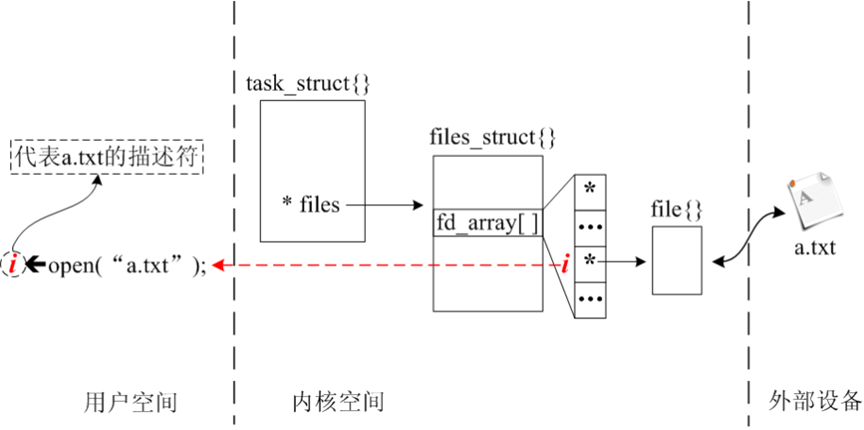 task_struct{}
files_struct{}
代表a.txt的描述符
* files
*
fd_array[ ]
•••
file{}
A
a.txt
i
open(“a.txt”);
i
*
•••
用户空间
内核空间
外部设备